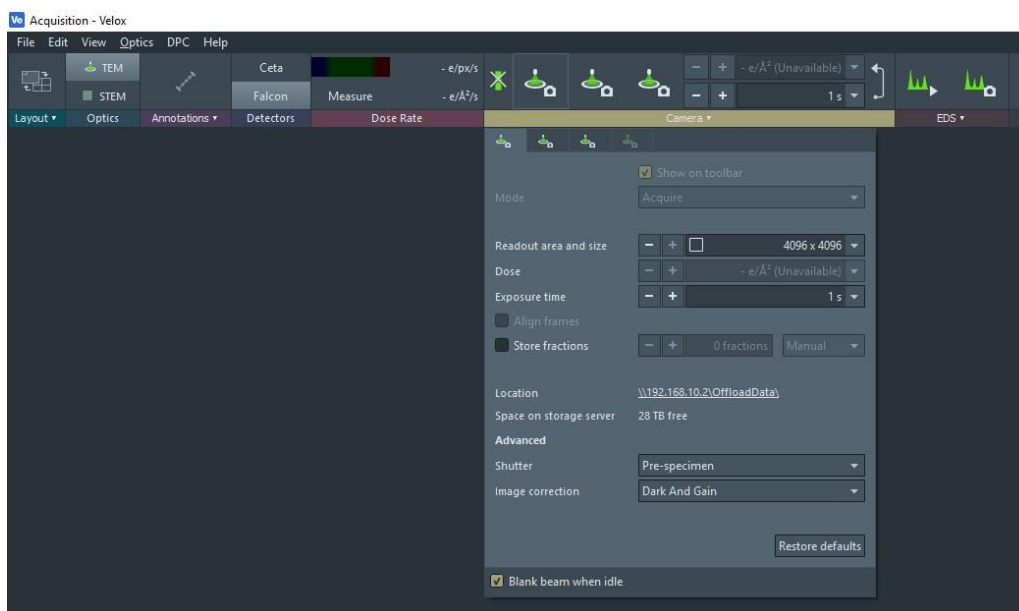 Ve Acquisition - Velox
File Edit View Optics DPC Help
TEM Ceta - e/px/s - + - e/Å² (Unavailable)
STEM Falcon Measure - e/Å²/s - + 1 s
Layout Optics Annotations Detectors Dose Rate Camera EDS
Show on toolbar
Mode Acquire
Readout area and size - + 4096 x 4096
Dose - + - e/Å² (Unavailable)
Exposure time - + 1 s
Align frames
Store fractions - + 0 fractions Manual
Location \\192.168.10.2\OffloadData\
Space on storage server 28 TB free
Advanced
Shutter Pre-specimen
Image correction Dark And Gain
Restore defaults
Blank beam when idle